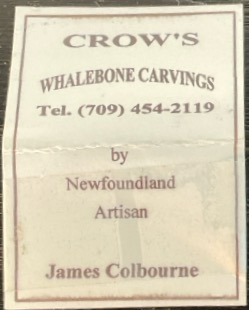 CROW'S
WHALEBONE CARVINGS
Tel. (709) 454-2119
by
Newfoundland
Artisan
James Colbourne